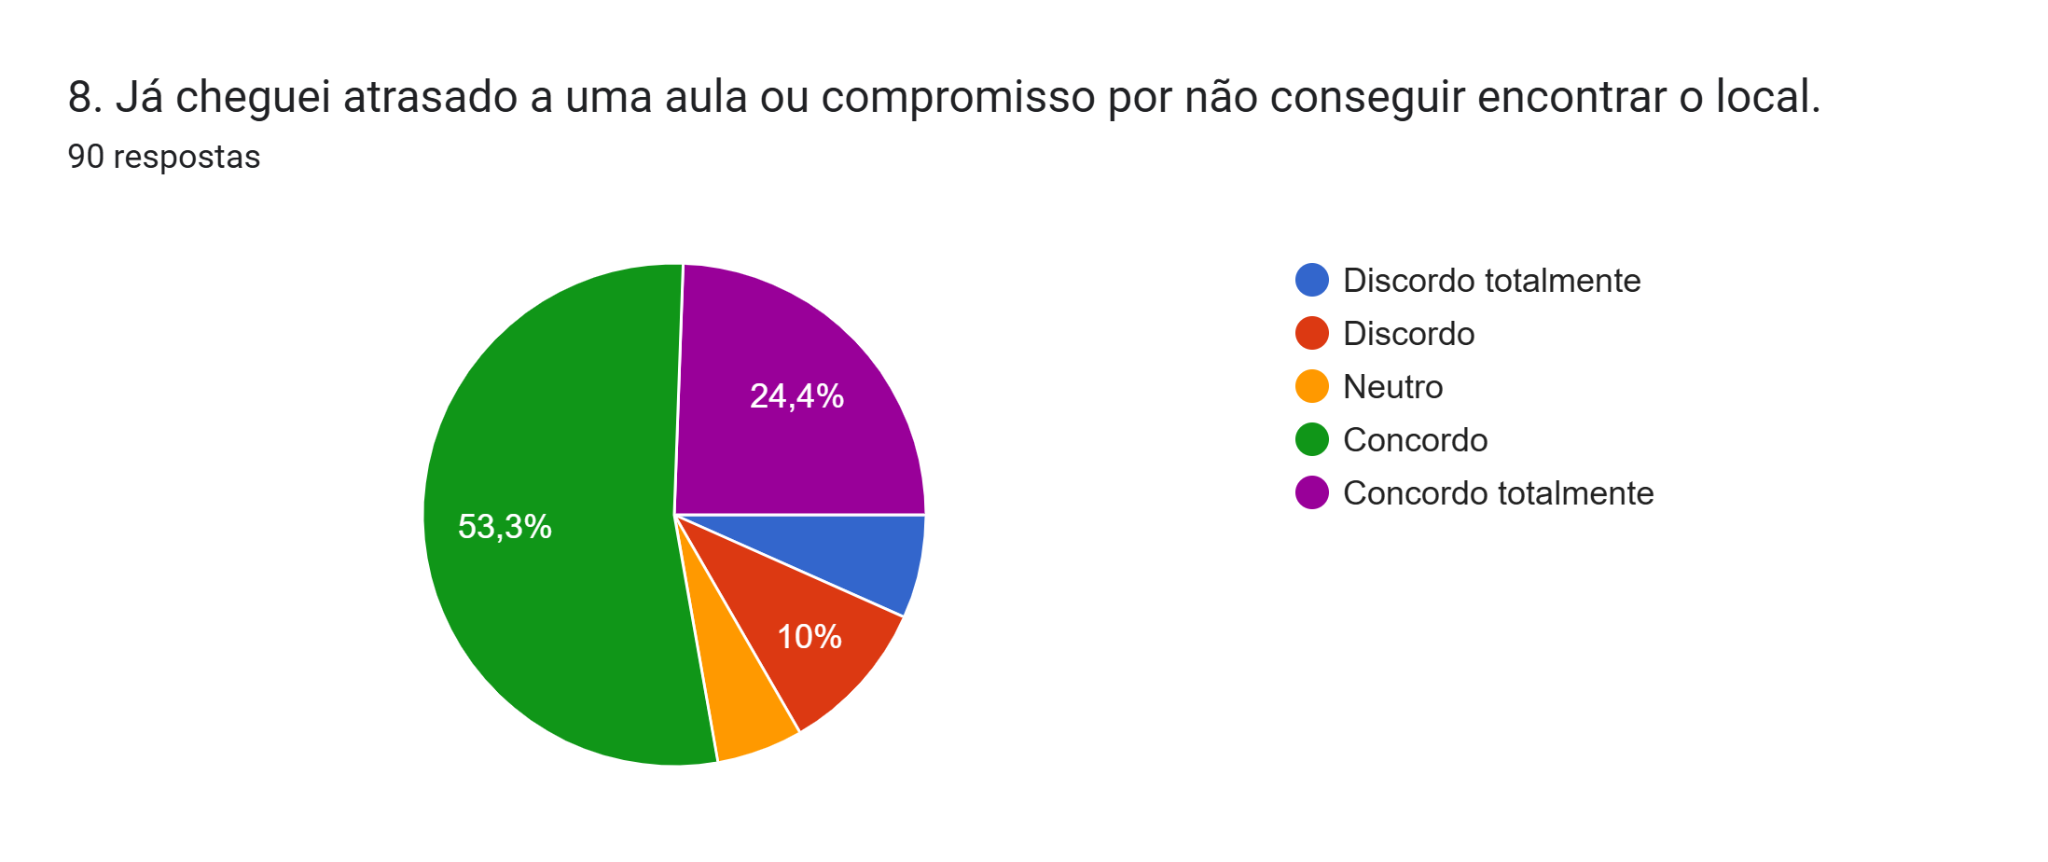 8. Já cheguei atrasado a uma aula ou compromisso por não conseguir encontrar o local.
90 respostas
24,4%
53,3%
10%
Discordo totalmente
Discordo
Neutro
Concordo
Concordo totalmente